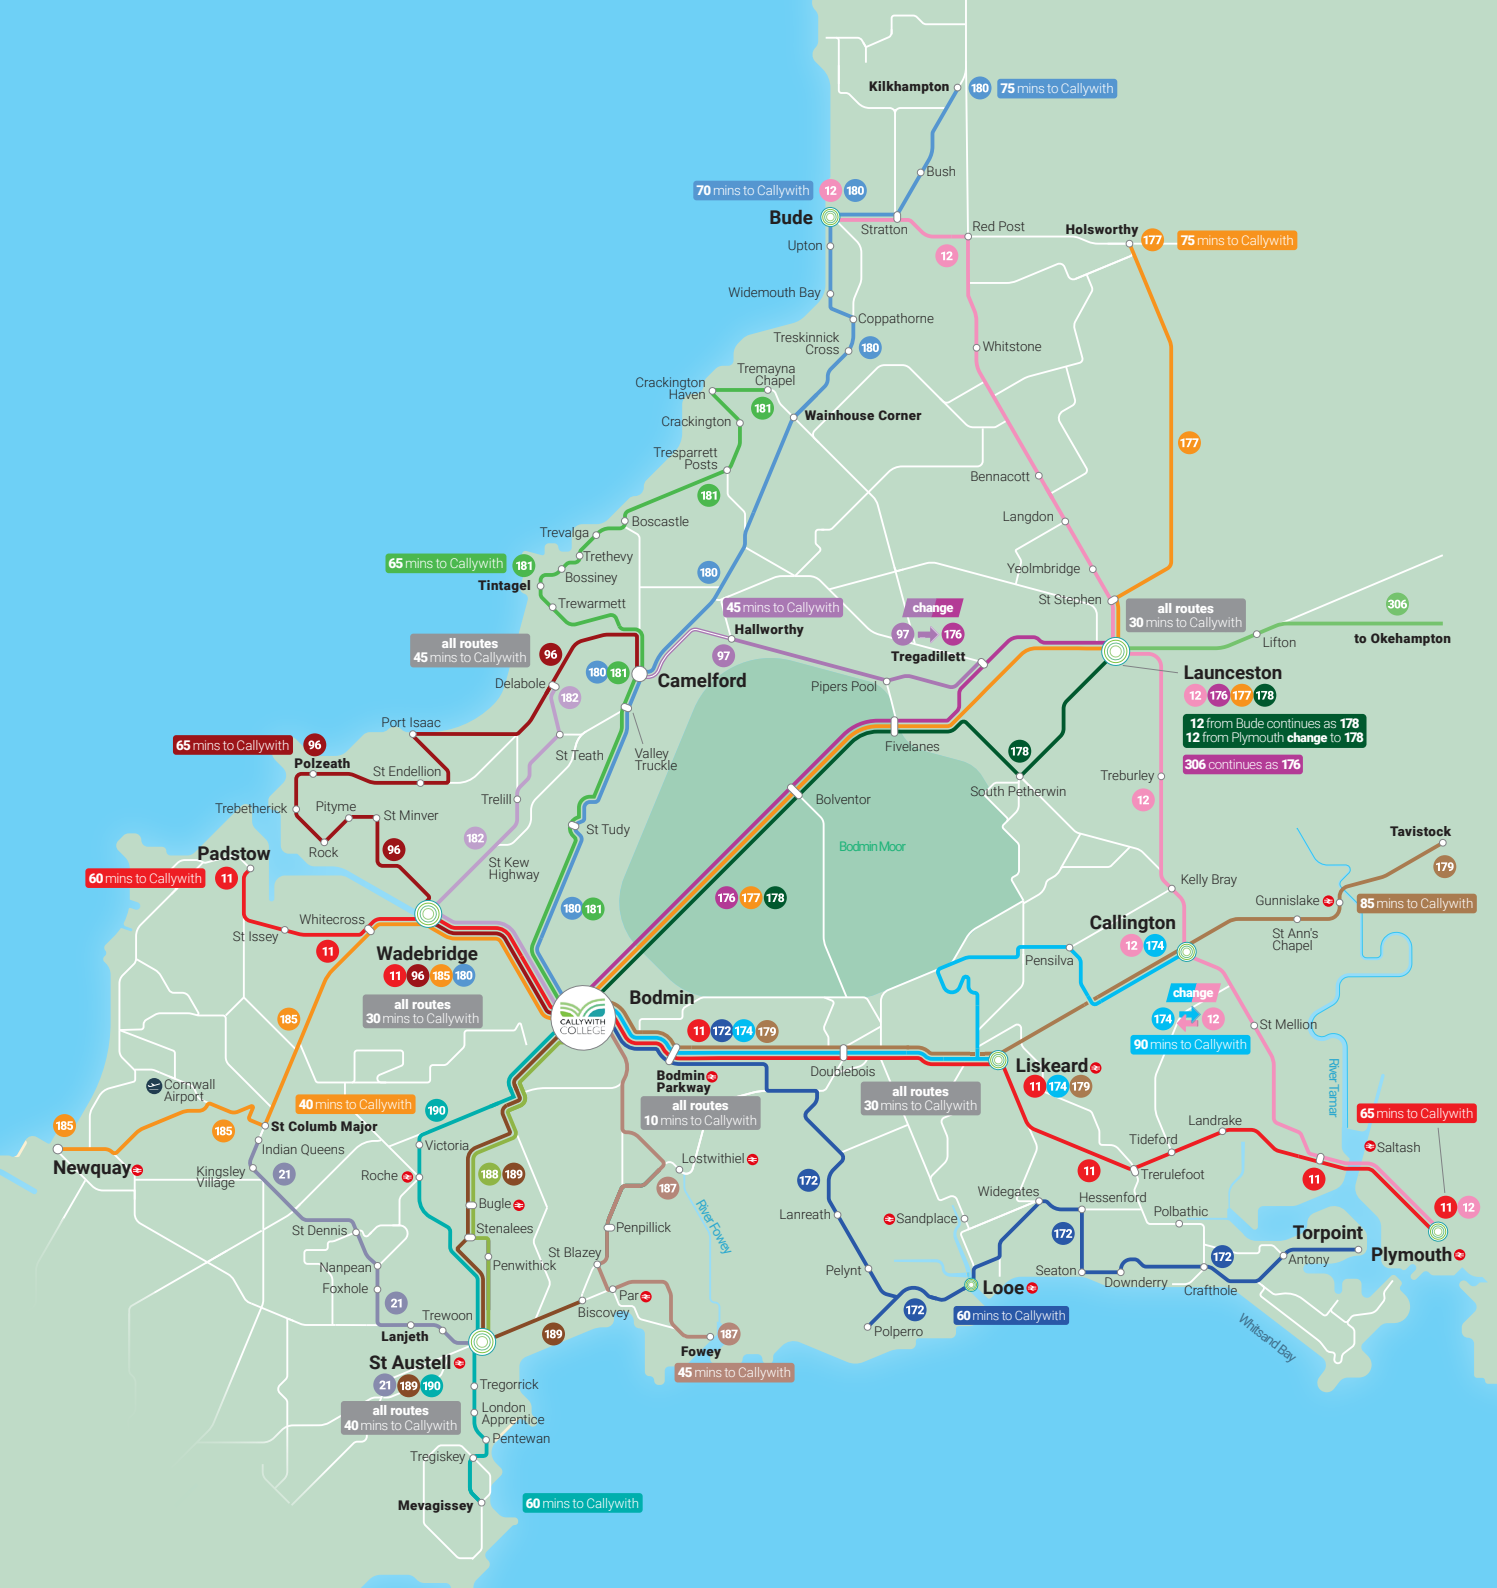 Kilkhampton
180
75 mins to Callywith
Bush
70 mins to Callywith
12
180
Bude
Stratton
Red Post
Holsworthy
177
75 mins to Callywith
Upton
12
Widemouth Bay
Coppathorne
Treskinnick
Cross
180
Whitstone
Tremayna
Chapel
Crackington
Haven
181
Wainhouse Corner
Crackington
177
Tresparrett
Posts
Bennacott
181
Langdon
Boscastle
Trevalga
Trethevy
65 mins to Callywith
181
Bossiney
180
Yeolmbridge
Tintagel
Trewarmett
St Stephen
45 mins to Callywith
change
all routes
30 mins to Callywith
306
Hallworthy
97
176
Lifton
to Okehampton
all routes
45 mins to Callywith
96
97
Tregadillett
180
181
Camelford
Pipers Pool
Launceston
12
176
177
178
Delabole
182
12 from Bude continues as 178
12 from Plymouth change to 178
306 continues as 176
Port Isaac
St Teath
Valley
Truckle
Fivelanes
178
65 mins to Callywith
96
Polzeath
St Endellion
South Petherwin
Treburley
12
Trebetherick
Pityme
St Minver
Trelill
Bolventor
Rock
96
182
St Tudy
Bodmin Moor
Tavistock
179
Padstow
60 mins to Callywith
11
St Kew
Highway
176
177
178
Kelly Bray
Gunnislake
85 mins to Callywith
Whitecross
St Issey
11
180
181
Callington
12
174
St Ann's
Chapel
Wadebridge
11
96
185
180
Pensilva
all routes
30 mins to Callywith
185
CALLYWITH
COLLEGE
Bodmin
11
172
174
179
change
174
12
90 mins to Callywith
St Mellion
Doublebois
Liskeard
11
174
179
River Tamar
Bodmin
Parkway
all routes
10 mins to Callywith
all routes
30 mins to Callywith
Cornwall
Airport
40 mins to Callywith
190
65 mins to Callywith
185
185
St Columb Major
Indian Queens
Newquay
Victoria
Landrake
Tideford
Saltash
Kingsley
Village
21
Roche
188
189
Lostwithiel
187
172
11
Trerulefoot
11
Bugle
Widegates
Hessenford
11
12
St Dennis
Stenalees
Penpillick
River Fowey
Lanreath
Sandplace
172
Polbathic
Torpoint
Plymouth
Nanpean
Penwithick
St Blazey
Pelynt
Seaton
Downderry
172
Antony
Foxhole
21
Par
Looe
Crafthole
Trewoon
Biscovey
172
60 mins to Callywith
Lanjeth
189
187
Polperro
Whitsand Bay
St Austell
21
189
190
Fowey
45 mins to Callywith
all routes
40 mins to Callywith
Tregorrick
London
Apprentice
Pentewan
Tregiskey
Mevagissey
60 mins to Callywith